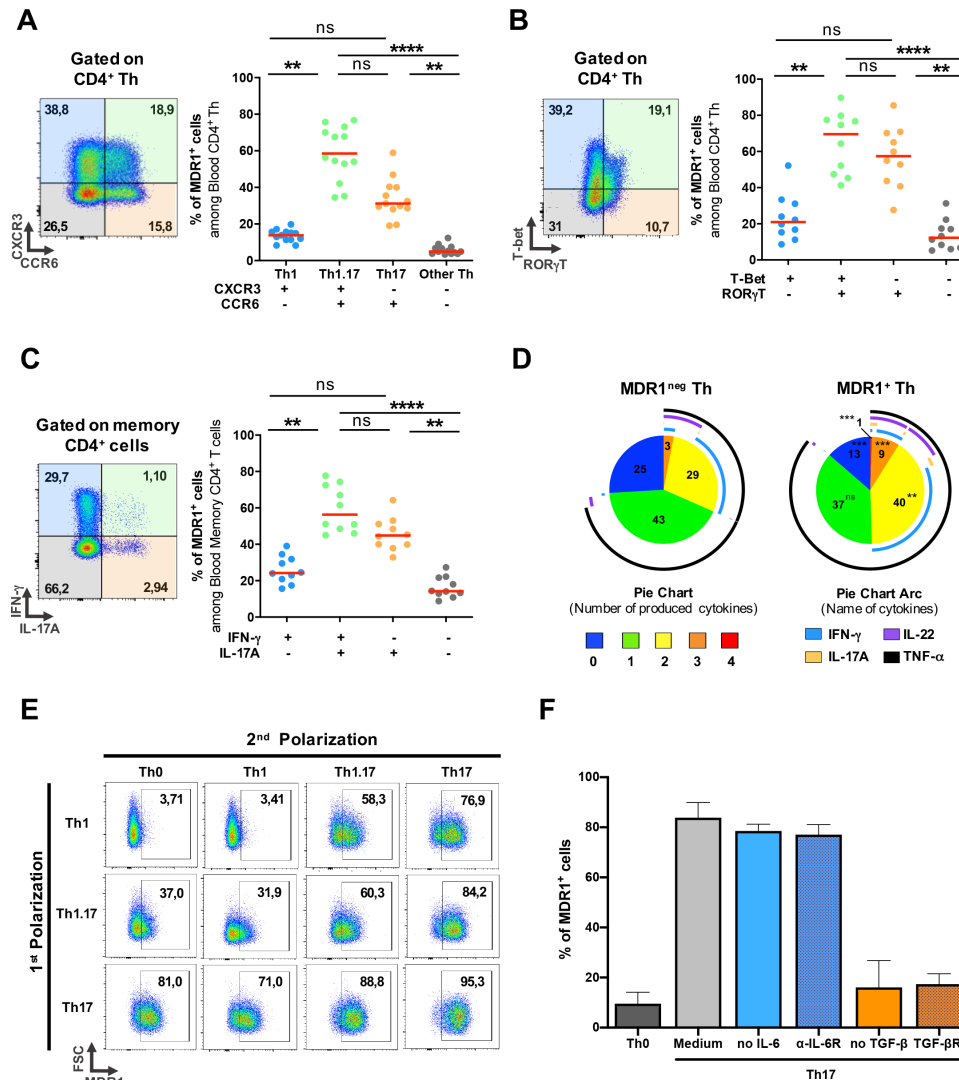 A
Gated on
CD4⁺ Th
38,8
18,9
26,5
15,8
CXCR3
CCR6
ns
****
**
ns
**
% of MDR1⁺ cells
among Blood CD4⁺ Th
100
80
60
40
20
0
Th1
Th1.17
Th17
Other Th
CXCR3
+
+
-
-
CCR6
-
+
+
-
B
Gated on
CD4⁺ Th
39,2
19,1
31
10,7
T-bet
RORγT
ns
****
**
ns
**
% of MDR1⁺ cells
among Blood CD4⁺ Th
100
80
60
40
20
0
T-Bet
+
+
-
-
RORγT
-
+
+
-
C
Gated on memory
CD4⁺ cells
29,7
1,10
66,2
2,94
IFN-γ
IL-17A
ns
****
**
ns
**
% of MDR1⁺ cells
among Blood Memory CD4⁺ T cells
100
80
60
40
20
0
IFN-γ
+
+
-
-
IL-17A
-
+
+
-
D
MDR1ⁿᵉᵍ Th
3
25
29
43
MDR1⁺ Th
*** 1
***
13
***
9
37 ns
40 **
Pie Chart
(Number of produced cytokines)
0
1
2
3
4
Pie Chart Arc
(Name of cytokines)
IFN-γ
IL-22
IL-17A
TNF-α
E
2ⁿᵈ Polarization
Th0
Th1
Th1.17
Th17
1ˢᵗ Polarization
Th1
3,71
3,41
58,3
76,9
Th1.17
37,0
31,9
60,3
84,2
Th17
81,0
71,0
88,8
95,3
FSC
MDR1
F
% of MDR1⁺ cells
100
80
60
40
20
0
Th0
Medium
no IL-6
α-IL-6R
no TGF-β
TGF-βR
Th17